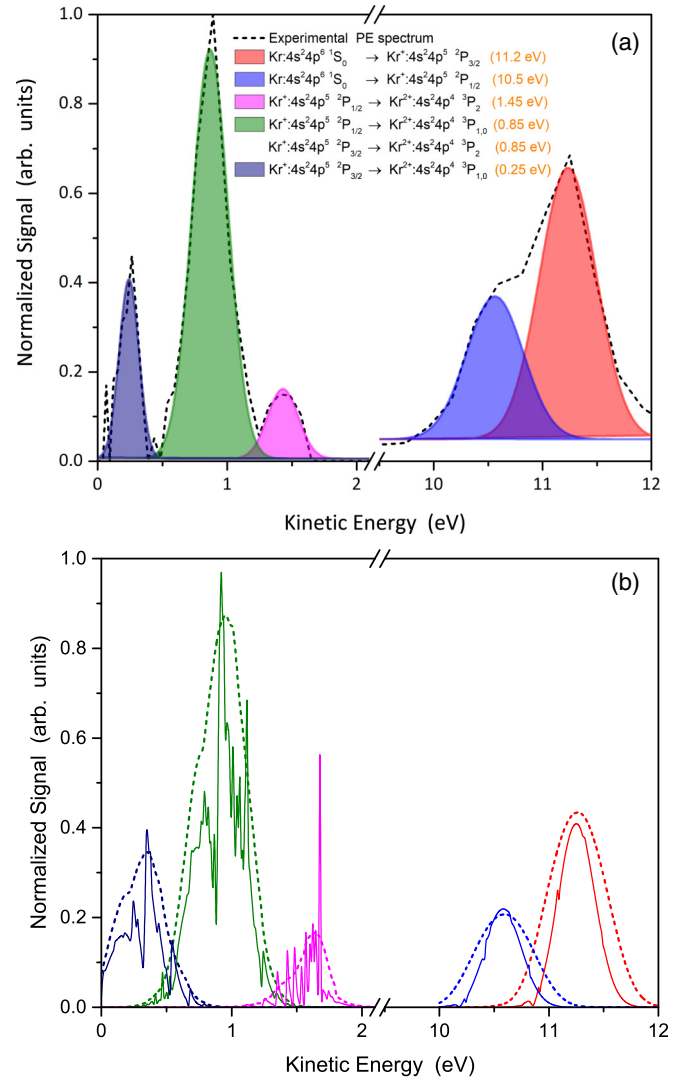 (a)
Experimental PE spectrum
Kr:4s²4p⁶ ¹S₀ → Kr⁺:4s²4p⁵ ²P₃/₂ (11.2 eV)
Kr:4s²4p⁶ ¹S₀ → Kr⁺:4s²4p⁵ ²P₁/₂ (10.5 eV)
Kr⁺:4s²4p⁵ ²P₁/₂ → Kr²⁺:4s²4p⁴ ³P₂ (1.45 eV)
Kr⁺:4s²4p⁵ ²P₁/₂ → Kr²⁺:4s²4p⁴ ³P₁,₀ (0.85 eV)
Kr⁺:4s²4p⁵ ²P₃/₂ → Kr²⁺:4s²4p⁴ ³P₂ (0.85 eV)
Kr⁺:4s²4p⁵ ²P₃/₂ → Kr²⁺:4s²4p⁴ ³P₁,₀ (0.25 eV)
Normalized Signal (arb. units)
1.0
0.8
0.6
0.4
0.2
0.0
0 1 2 10 11 12
Kinetic Energy (eV)
(b)
Normalized Signal (arb. units)
1.0
0.8
0.6
0.4
0.2
0.0
0 1 2 10 11 12
Kinetic Energy (eV)